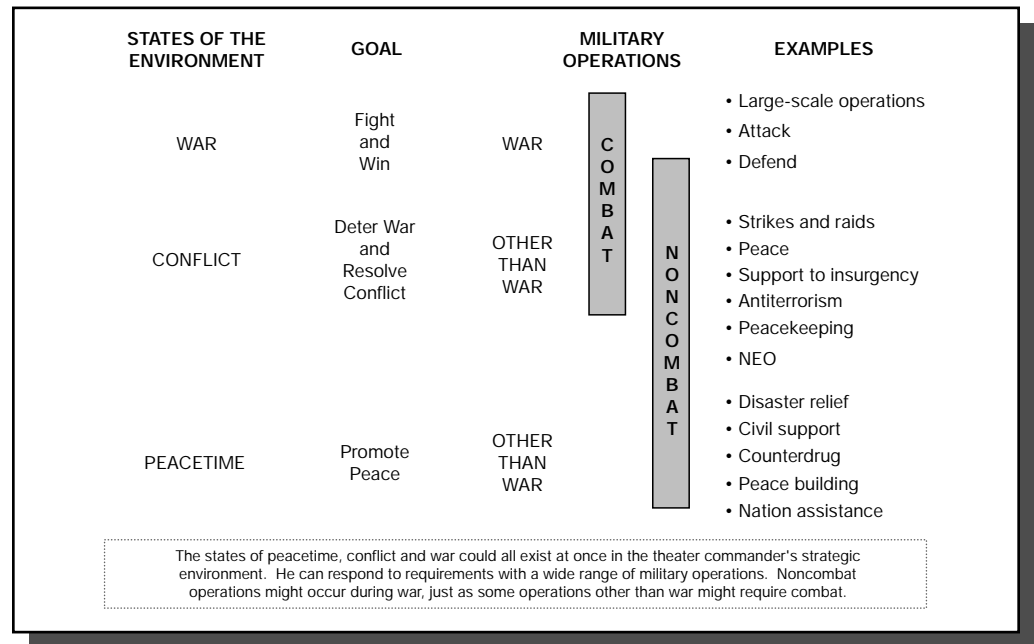 STATES OF THE
ENVIRONMENT
GOAL
MILITARY
OPERATIONS
EXAMPLES
WAR
Fight
and
Win
WAR
• Large-scale operations
• Attack
• Defend
CONFLICT
Deter War
and
Resolve
Conflict
OTHER
THAN
WAR
• Strikes and raids
• Peace
• Support to insurgency
• Antiterrorism
• Peacekeeping
• NEO
PEACETIME
Promote
Peace
OTHER
THAN
WAR
• Disaster relief
• Civil support
• Counterdrug
• Peace building
• Nation assistance
COMBAT
NONCOMBAT
The states of peacetime, conflict and war could all exist at once in the theater commander's strategic
environment. He can respond to requirements with a wide range of military operations. Noncombat
operations might occur during war, just as some operations other than war might require combat.